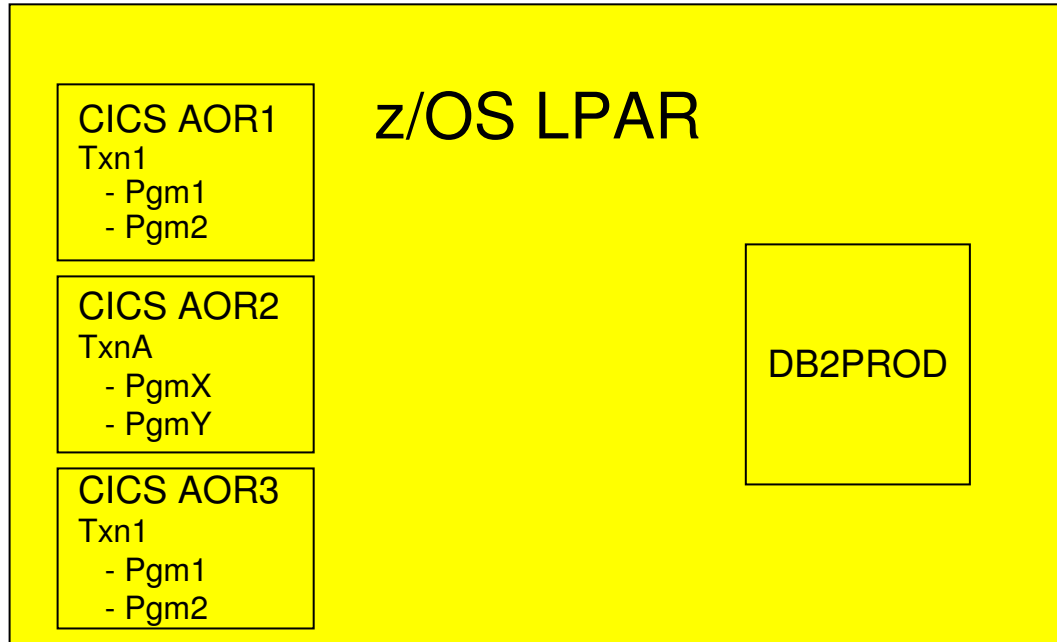 z/OS LPAR
CICS AOR1
Txn1
- Pgm1
- Pgm2
CICS AOR2
TxnA
- PgmX
- PgmY
CICS AOR3
Txn1
- Pgm1
- Pgm2
DB2PROD